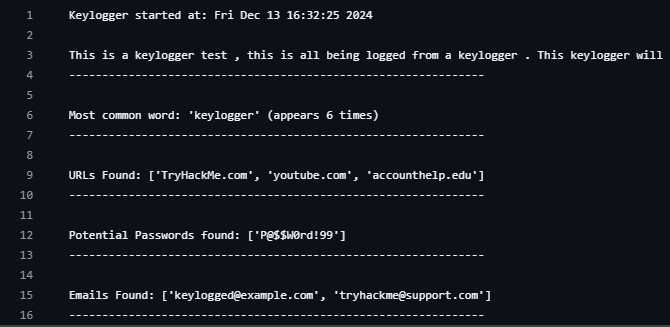 1 Keylogger started at: Fri Dec 13 16:32:25 2024
2
3 This is a keylogger test , this is all being logged from a keylogger . This keylogger will
4 ---------------------------------------------------------------
5
6 Most common word: 'keylogger' (appears 6 times)
7 ---------------------------------------------------------------
8
9 URLs Found: ['TryHackMe.com', 'youtube.com', 'accounthelp.edu']
10 ---------------------------------------------------------------
11
12 Potential Passwords found: ['P@$$W0rd!99']
13 ---------------------------------------------------------------
14
15 Emails Found: ['keylogged@example.com', 'tryhackme@support.com']
16 ---------------------------------------------------------------